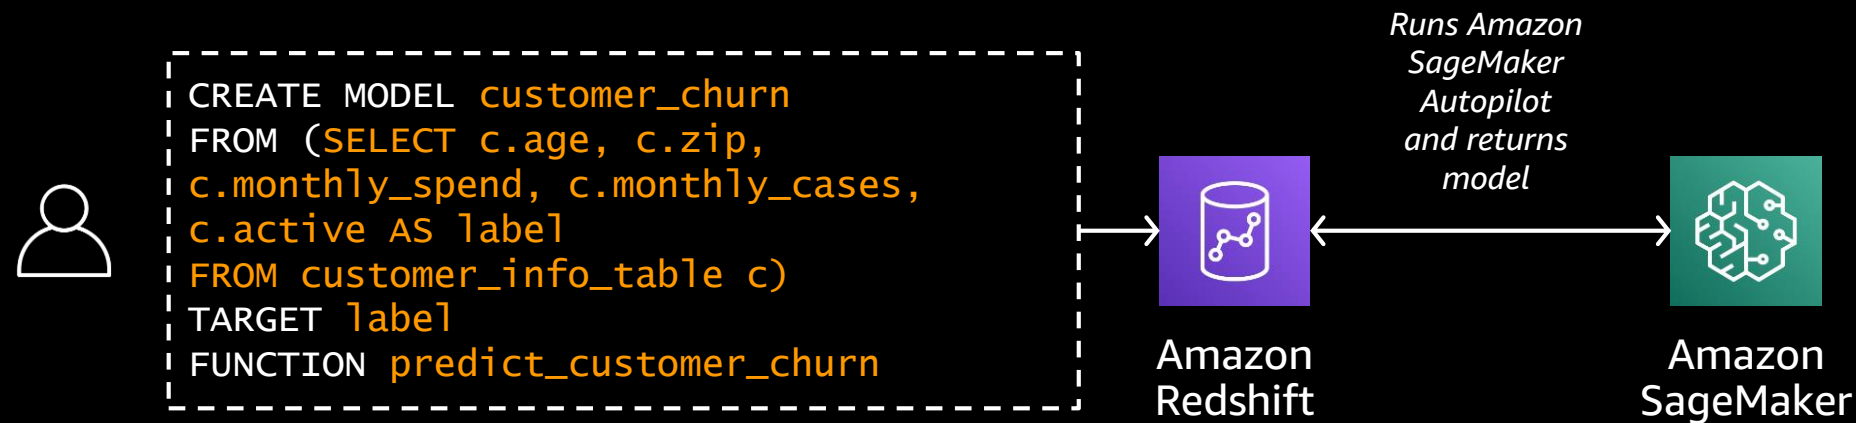 CREATE MODEL customer_churn
FROM (SELECT c.age, c.zip,
c.monthly_spend, c.monthly_cases,
c.active AS label
FROM customer_info_table c)
TARGET label
FUNCTION predict_customer_churn
Amazon
Redshift
Runs Amazon
SageMaker
Autopilot
and returns
model
Amazon
SageMaker